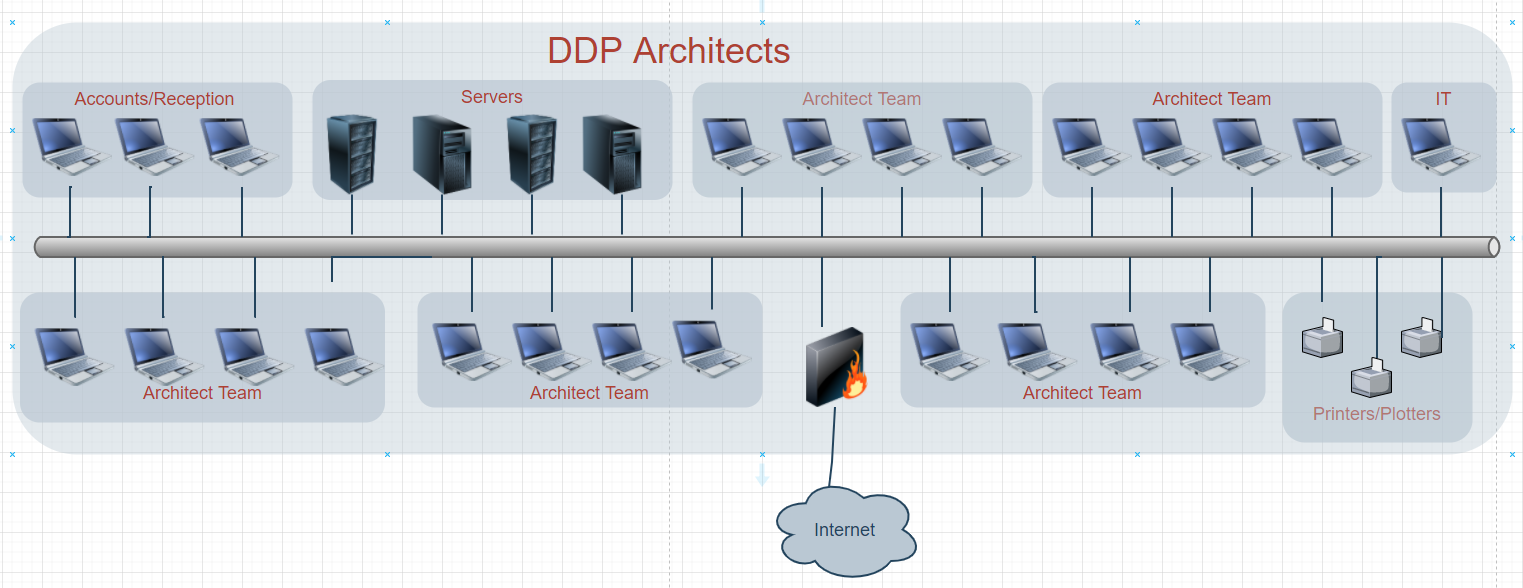 DDP Architects
Accounts/Reception
Servers
Architect Team
Architect Team
IT
Architect Team
Architect Team
Architect Team
Printers/Plotters
Internet